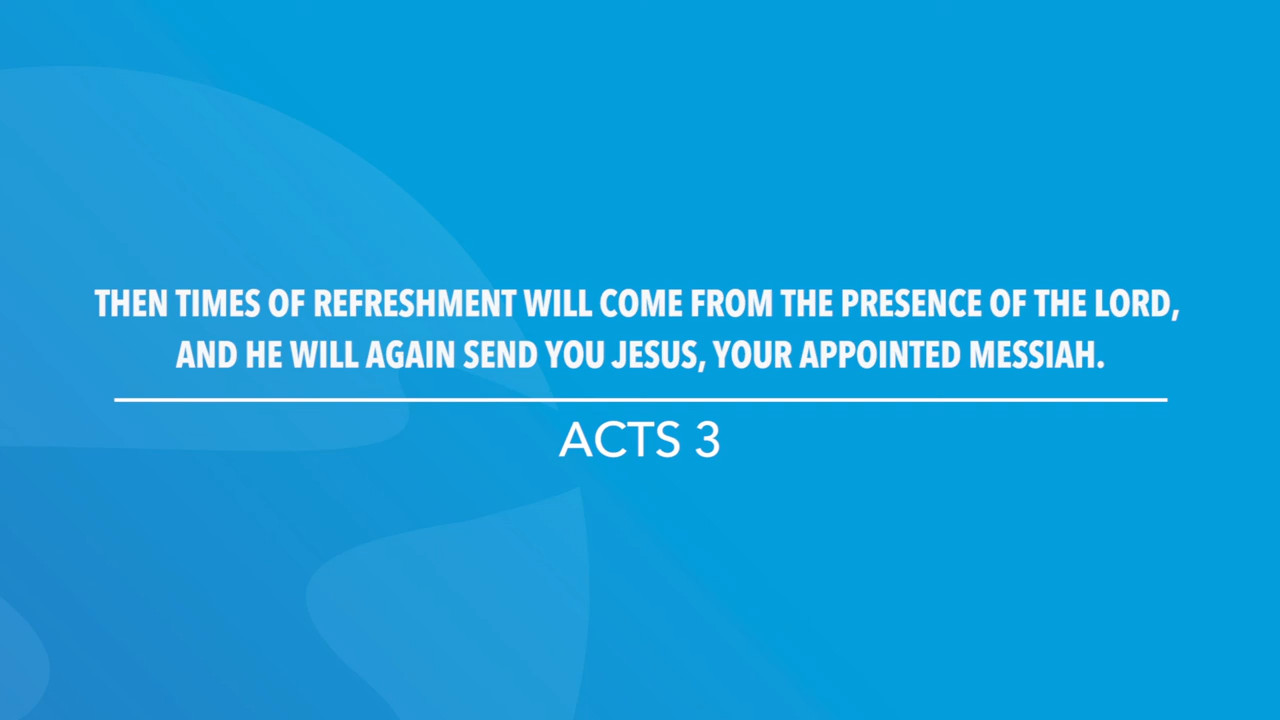 THEN TIMES OF REFRESHMENT WILL COME FROM THE PRESENCE OF THE LORD,
AND HE WILL AGAIN SEND YOU JESUS, YOUR APPOINTED MESSIAH.
ACTS 3